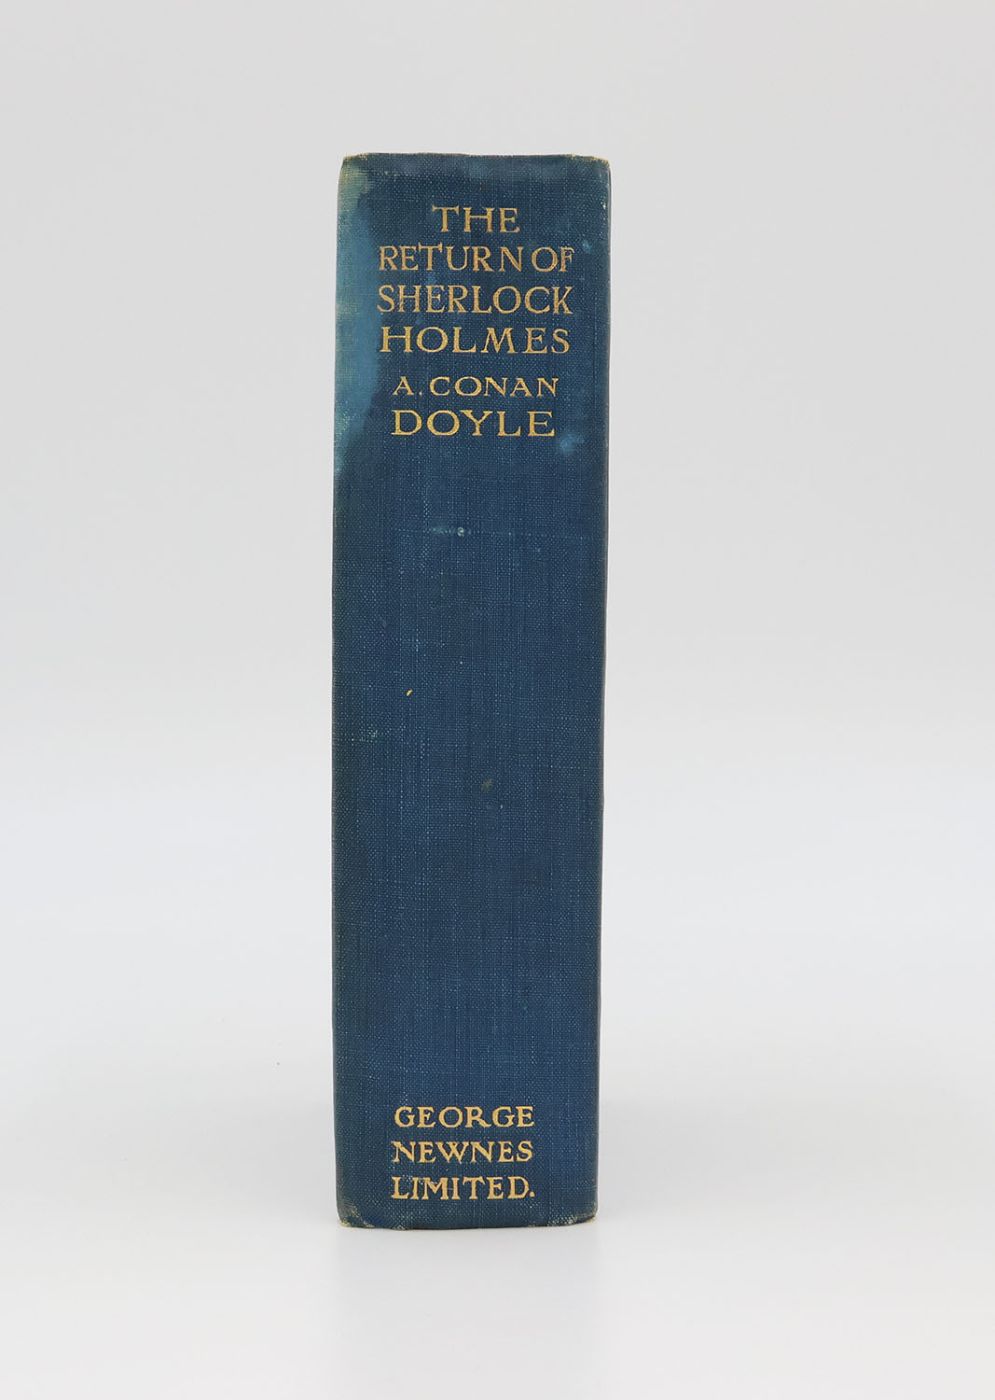 THE
RETURN OF
SHERLOCK
HOLMES
A. CONAN
DOYLE
GEORGE
NEWNES
LIMITED.